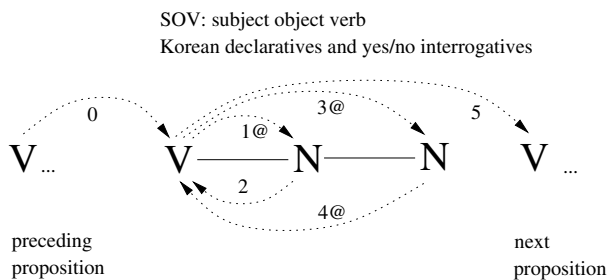 SOV: subject object verb
Korean declaratives and yes/no interrogatives
0
3@
5
1@
V ...
V
N
N
V ...
2
4@
preceding
proposition
next
proposition